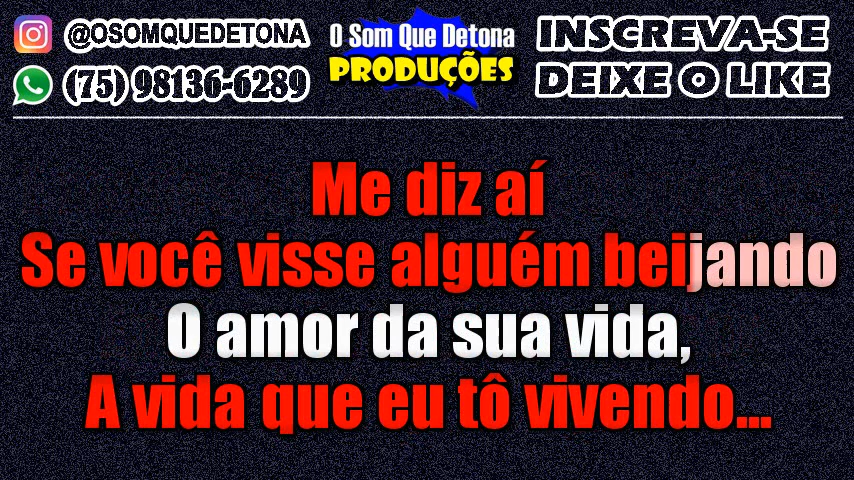 @OSOMQUEDETONA
(75) 98136-6289
O Som Que Detona
PRODUÇÕES
INSCREVA-SE
DEIXE O LIKE
Me diz aí
Se você visse alguém beijando
O amor da sua vida,
A vida que eu tô vivendo...